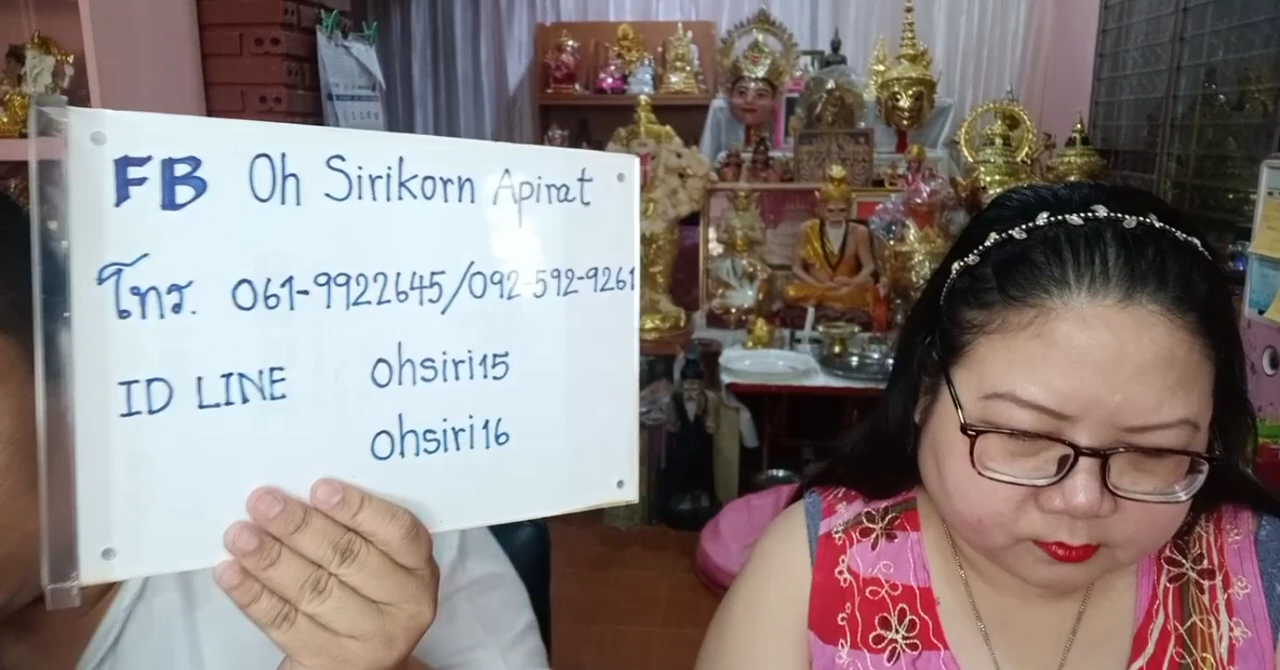 FB Oh Sirikorn Apirat
โทร. 061-9922645/092-592-9261
ID LINE ohsiri15
ohsiri16